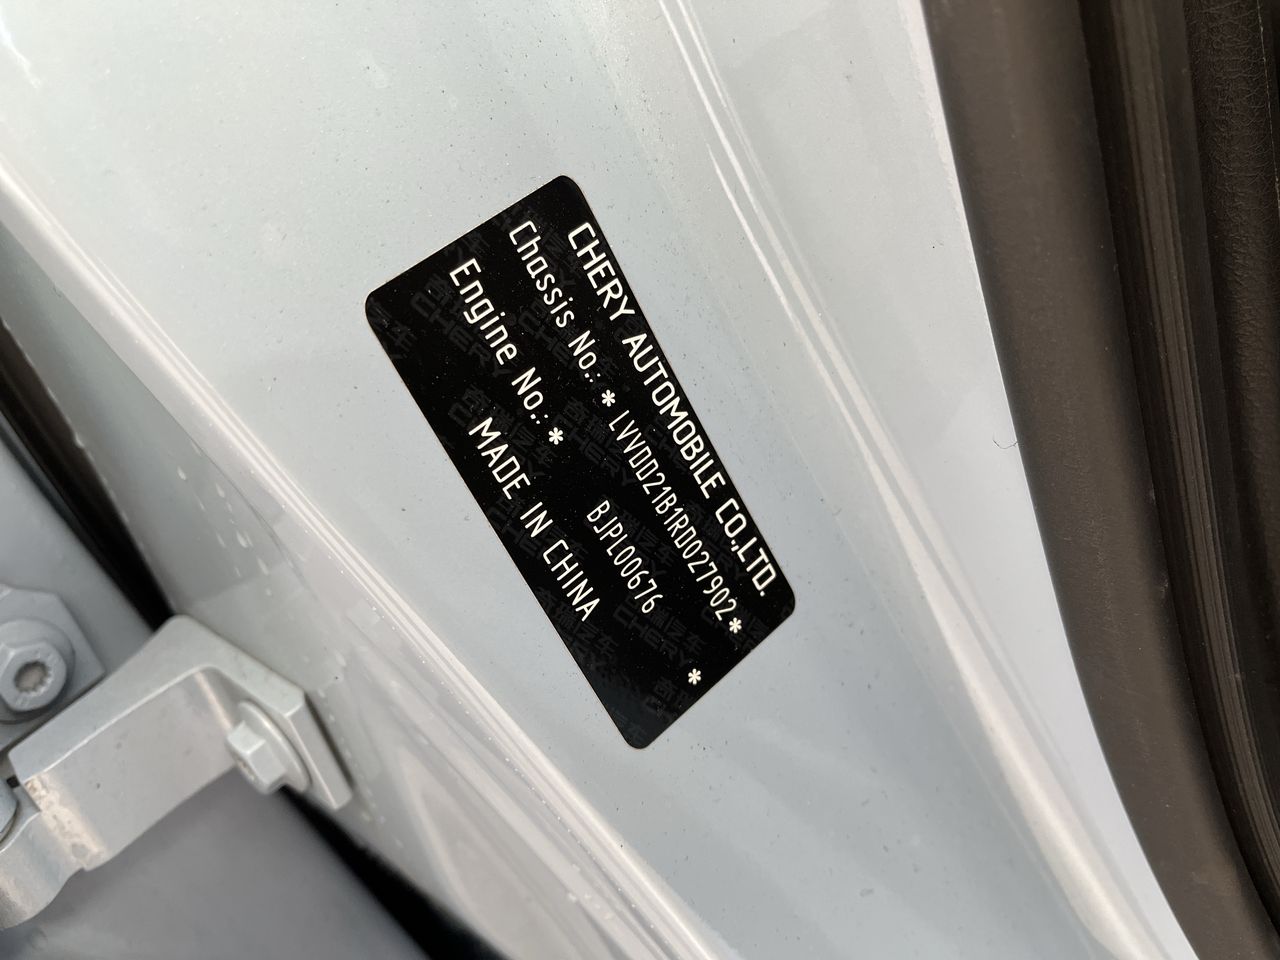 CHERY AUTOMOBILE CO.,LTD.
Chassis No.: * LVVDD21B1RD027902 *
Engine No.: * BJPL00676 *
MADE IN CHINA